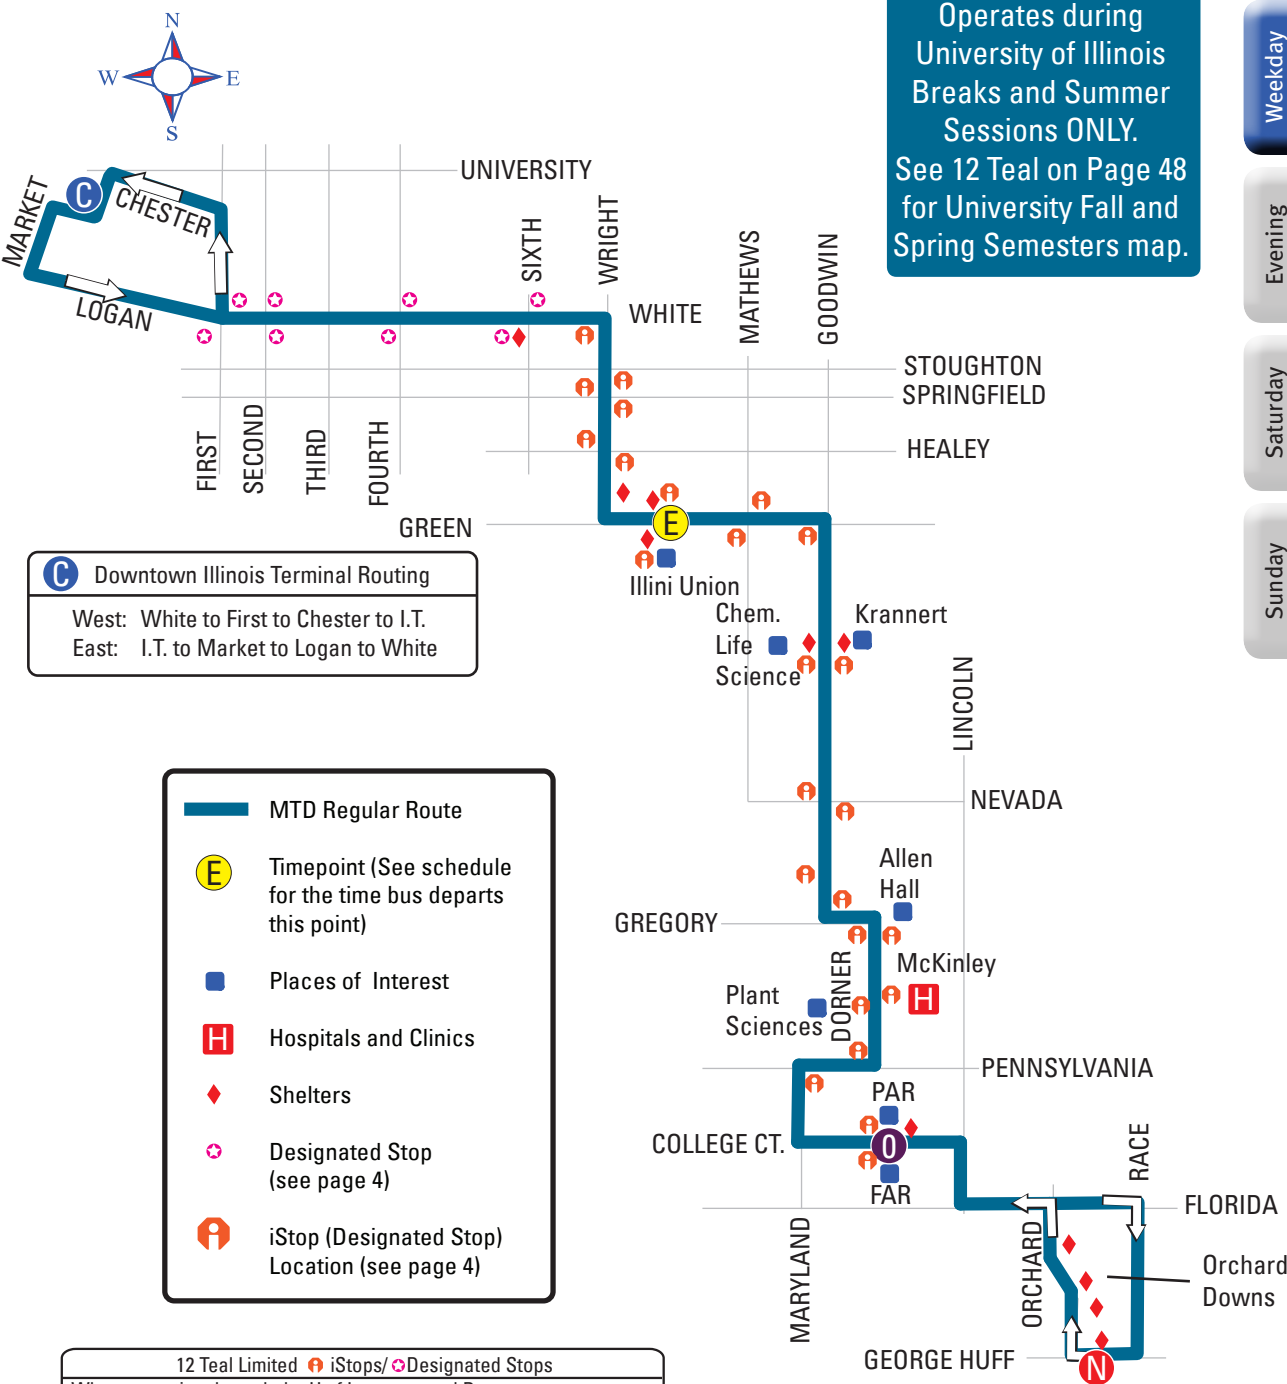 N
W E
S
Operates during
University of Illinois
Breaks and Summer
Sessions ONLY.
See 12 Teal on Page 48
for University Fall and
Spring Semesters map.
Weekday
Evening
Saturday
Sunday
UNIVERSITY
MARKET
C
CHESTER
LOGAN
SIXTH
WRIGHT
WHITE
MATHEWS
GOODWIN
STOUGHTON
SPRINGFIELD
HEALEY
FIRST
SECOND
THIRD
FOURTH
GREEN
E
Illini Union
C Downtown Illinois Terminal Routing
West: White to First to Chester to I.T.
East: I.T. to Market to Logan to White
Chem.
Life
Science
Krannert
LINCOLN
NEVADA
Allen
Hall
GREGORY
McKinley
H
DORNER
Plant
Sciences
PENNSYLVANIA
PAR
COLLEGE CT.
O
FAR
RACE
FLORIDA
MARYLAND
ORCHARD
Orchard
Downs
GEORGE HUFF
N
MTD Regular Route
E Timepoint (See schedule
for the time bus departs
this point)
Places of Interest
H Hospitals and Clinics
Shelters
Designated Stop
(see page 4)
iStop (Designated Stop)
Location (see page 4)
12 Teal Limited iStops/ Designated Stops